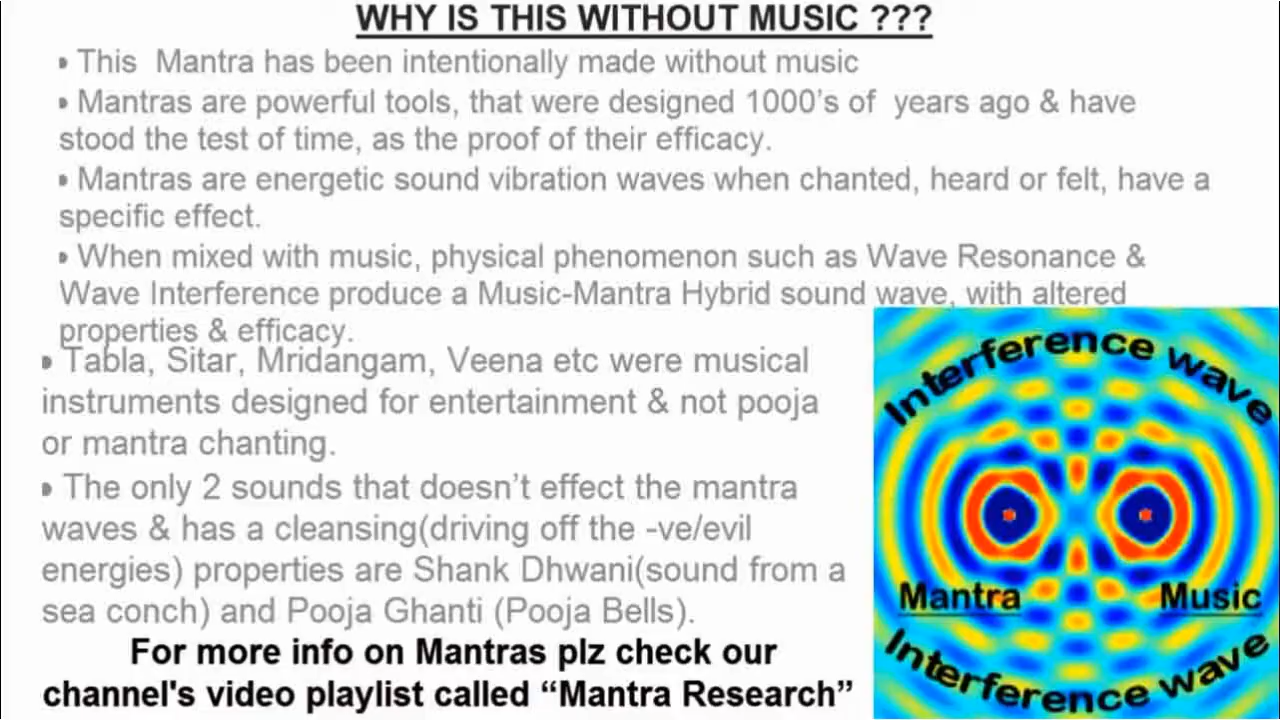 WHY IS THIS WITHOUT MUSIC ???
• This Mantra has been intentionally made without music
• Mantras are powerful tools, that were designed 1000's of years ago & have
stood the test of time, as the proof of their efficacy.
• Mantras are energetic sound vibration waves when chanted, heard or felt, have a
specific effect.
• When mixed with music, physical phenomenon such as Wave Resonance &
Wave Interference produce a Music-Mantra Hybrid sound wave, with altered
properties & efficacy.
• Tabla, Sitar, Mridangam, Veena etc were musical
instruments designed for entertainment & not pooja
or mantra chanting.
• The only 2 sounds that doesn't effect the mantra
waves & has a cleansing(driving off the -ve/evil
energies) properties are Shank Dhwani(sound from a
sea conch) and Pooja Ghanti (Pooja Bells).
For more info on Mantras plz check our
channel's video playlist called “Mantra Research”
Interference wave
Mantra Music
Interference wave